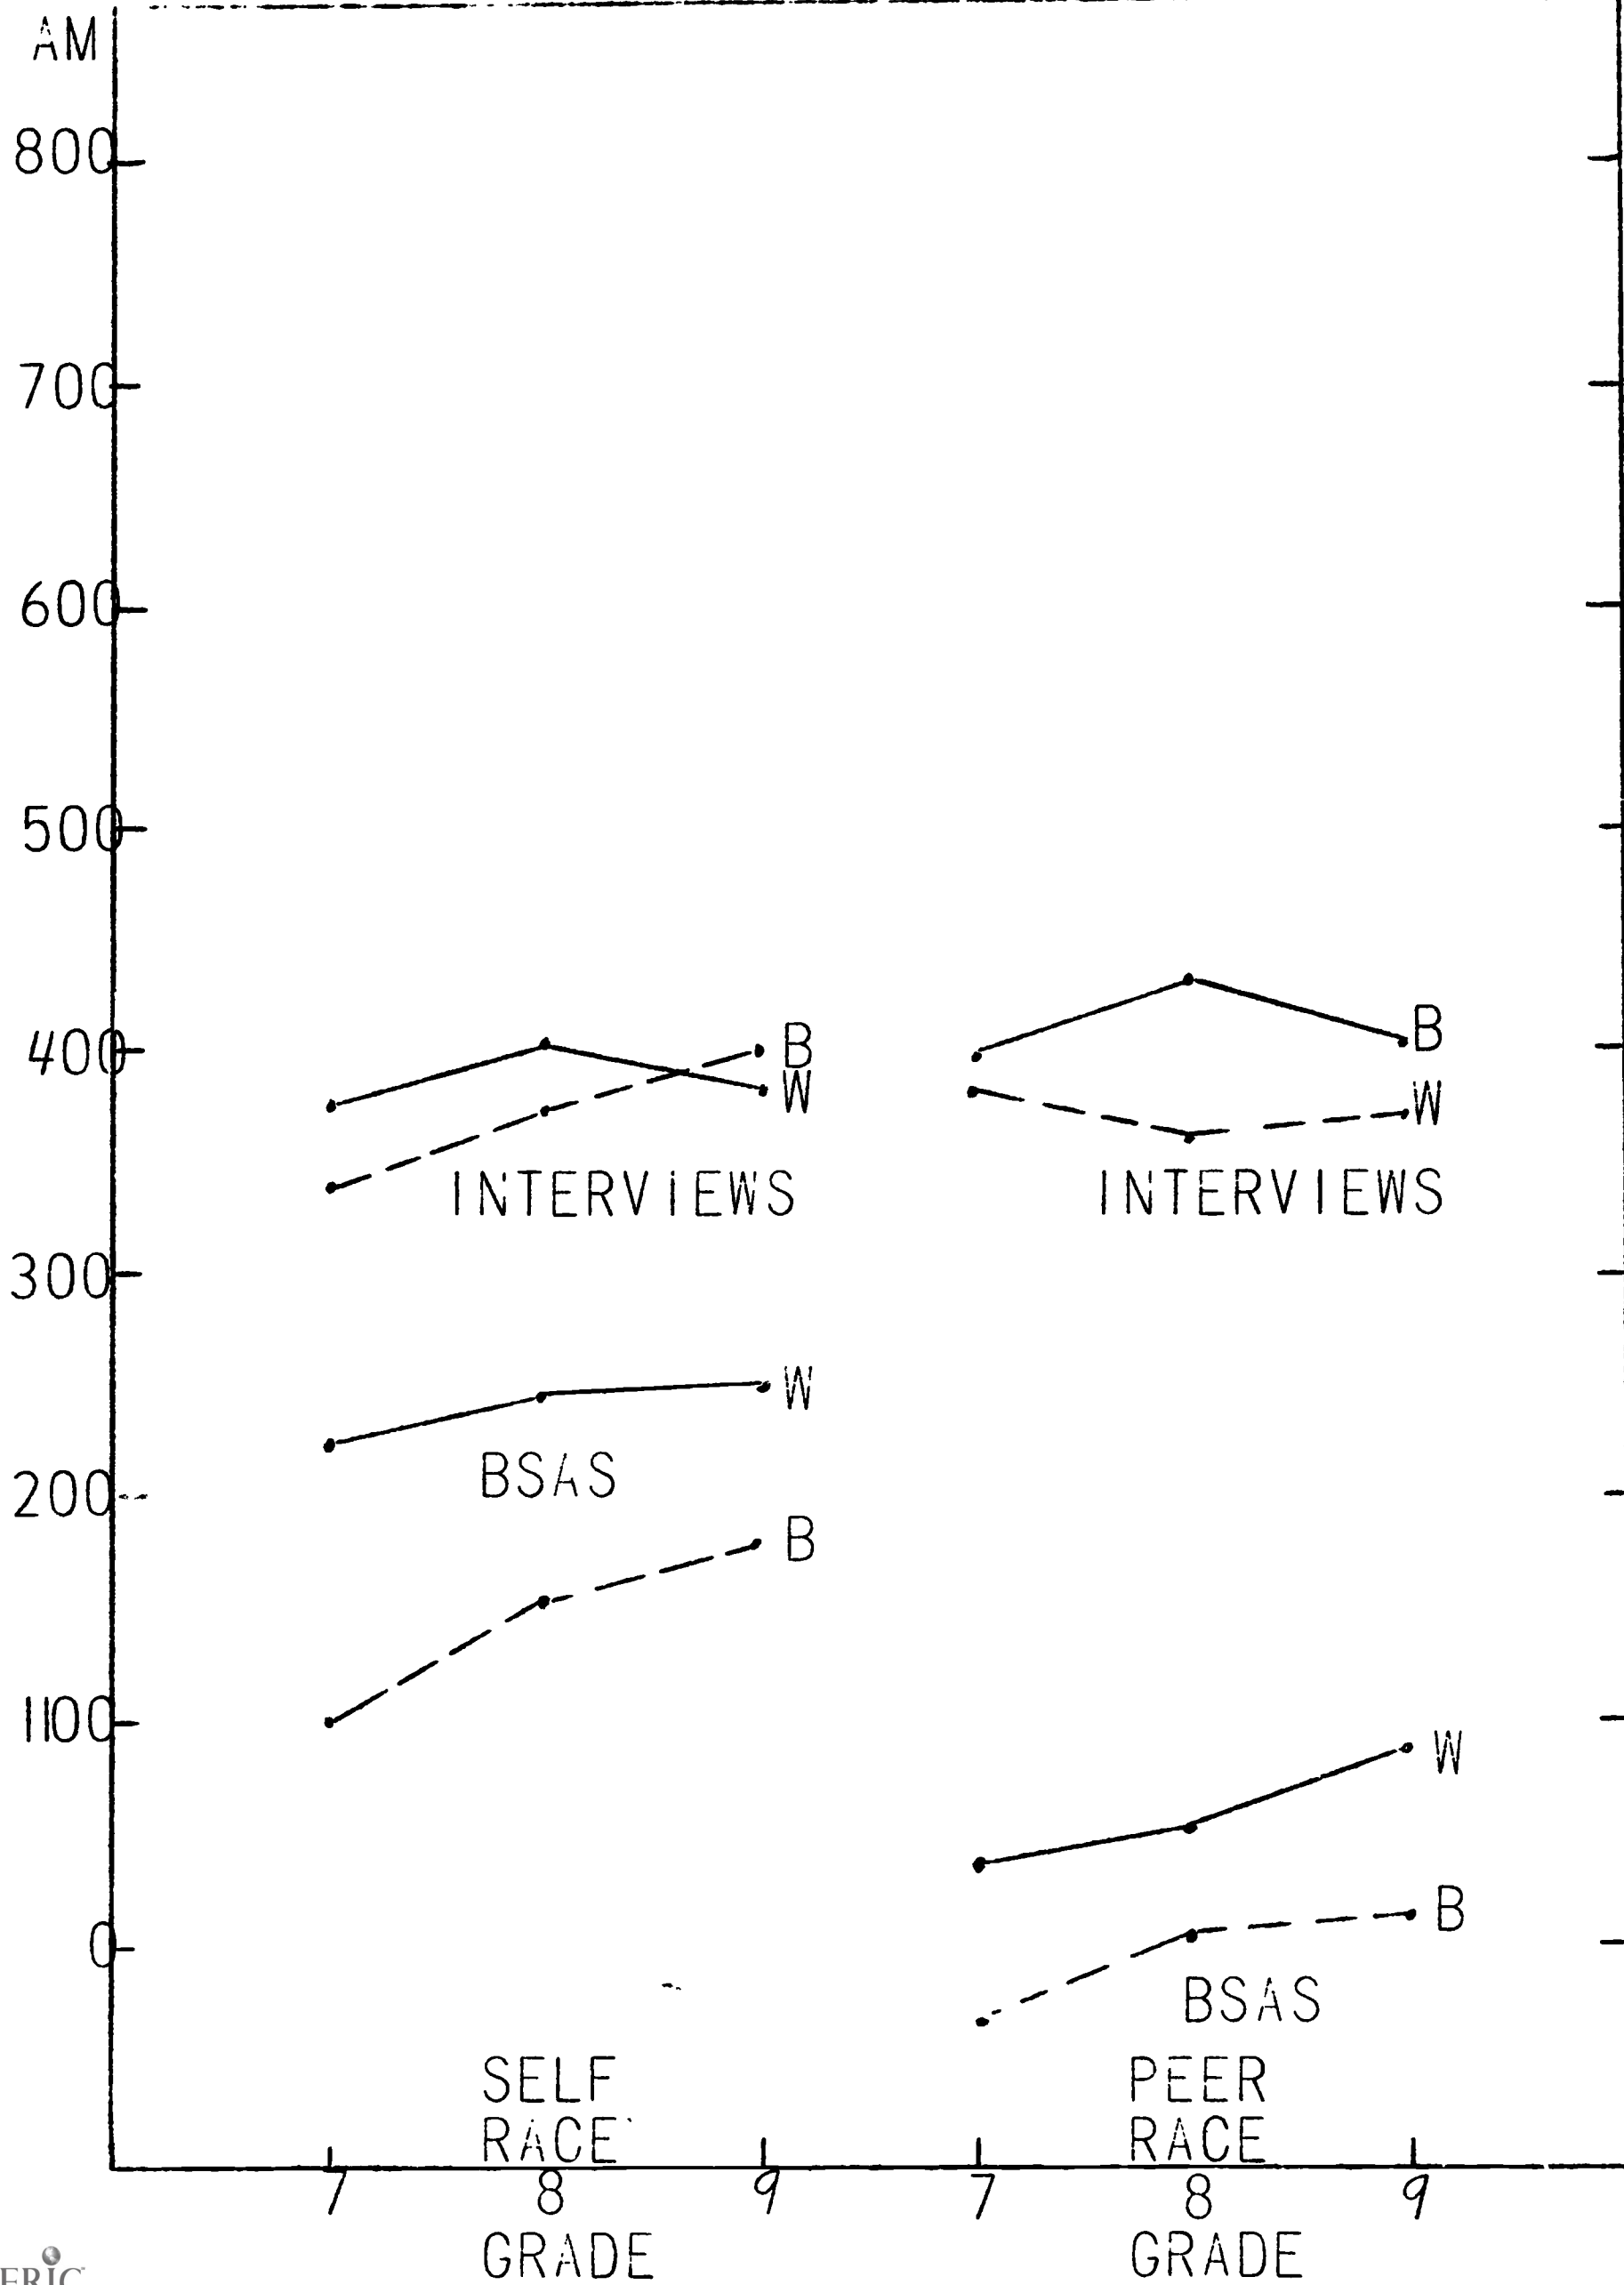 AM
800
700
600
500
400
B
W
B
W
INTERVIEWS
INTERVIEWS
300
W
BSAS
200
B
1100
W
B
0
BSAS
SELF
RACE
PEER
RACE
7 8 9 7 8 9
GRADE
GRADE
ERIC